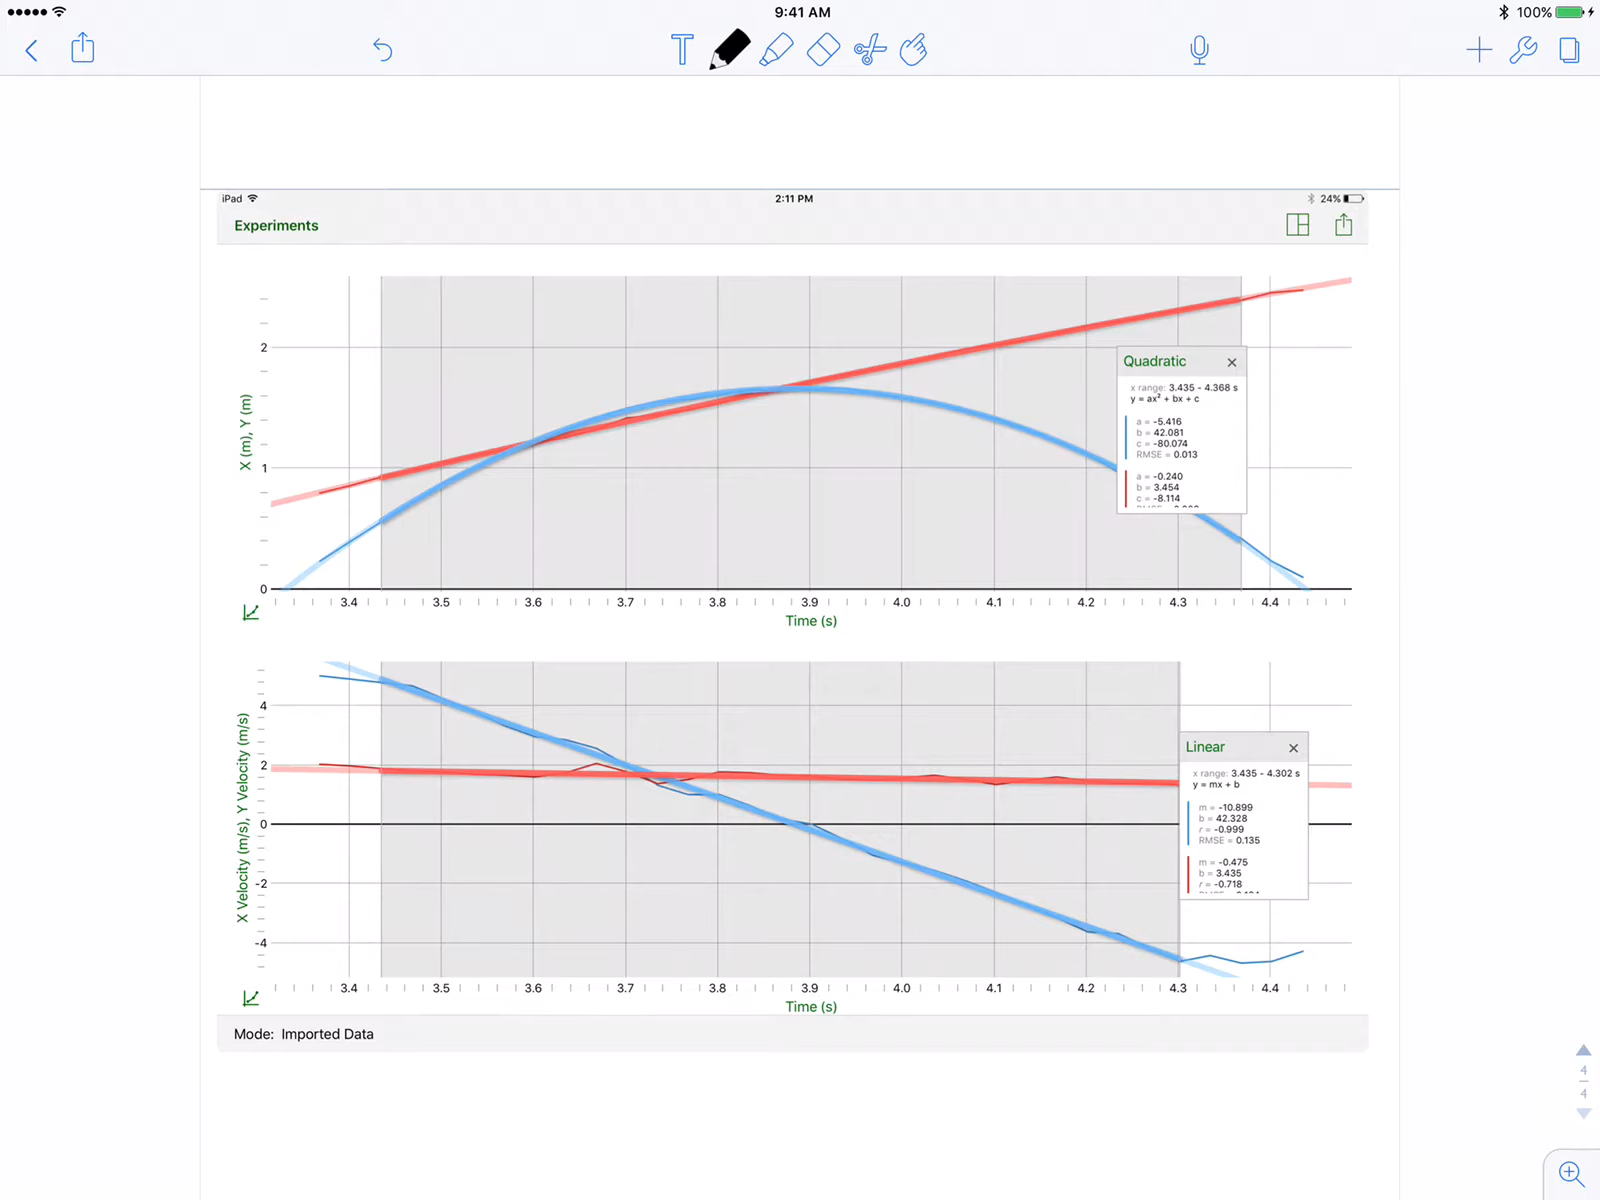 9:41 AM
100%
T
iPad
2:11 PM
24%
Experiments
X (m), Y (m)
2
1
0
Quadratic
x range: 3.435 - 4.368 s
y = ax² + bx + c
a = -5.416
b = 42.081
c = -80.074
RMSE = 0.013
a = -0.240
b = 3.454
c = -8.114
3.4 3.5 3.6 3.7 3.8 3.9 4.0 4.1 4.2 4.3 4.4
Time (s)
X Velocity (m/s), Y Velocity (m/s)
4
2
0
-2
-4
Linear
x range: 3.435 - 4.302 s
y = mx + b
m = -10.899
b = 42.328
r = -0.999
RMSE = 0.135
m = -0.475
b = 3.435
r = -0.718
3.4 3.5 3.6 3.7 3.8 3.9 4.0 4.1 4.2 4.3 4.4
Time (s)
Mode: Imported Data
4
4